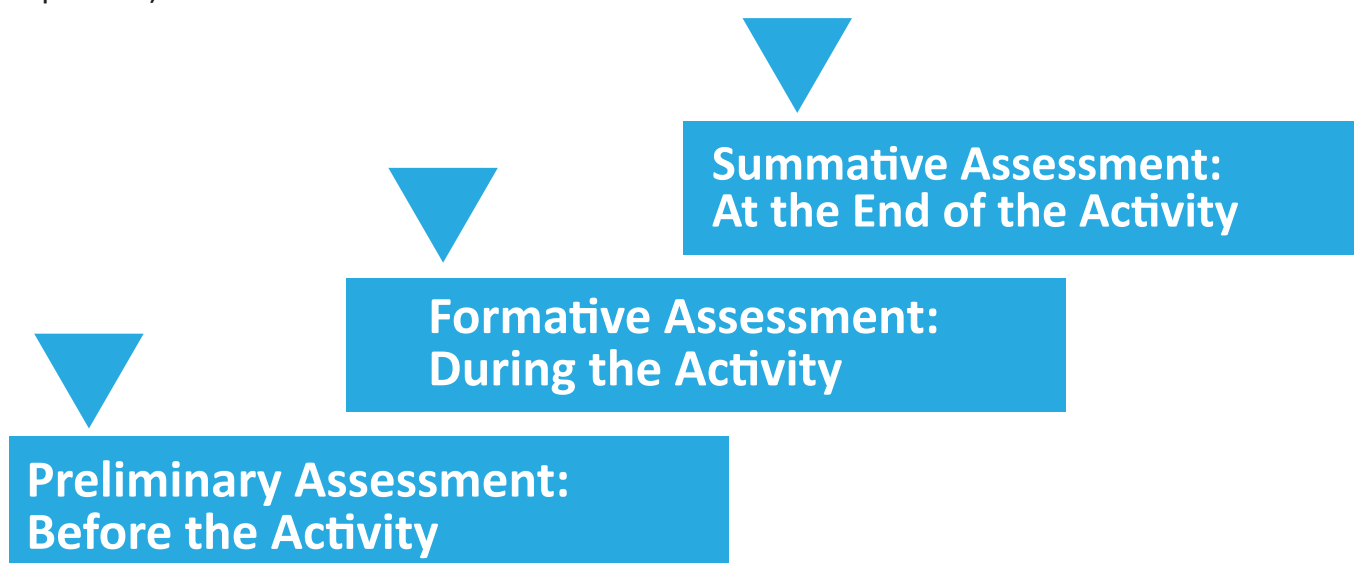 Summative Assessment:
At the End of the Activity
Formative Assessment:
During the Activity
Preliminary Assessment:
Before the Activity